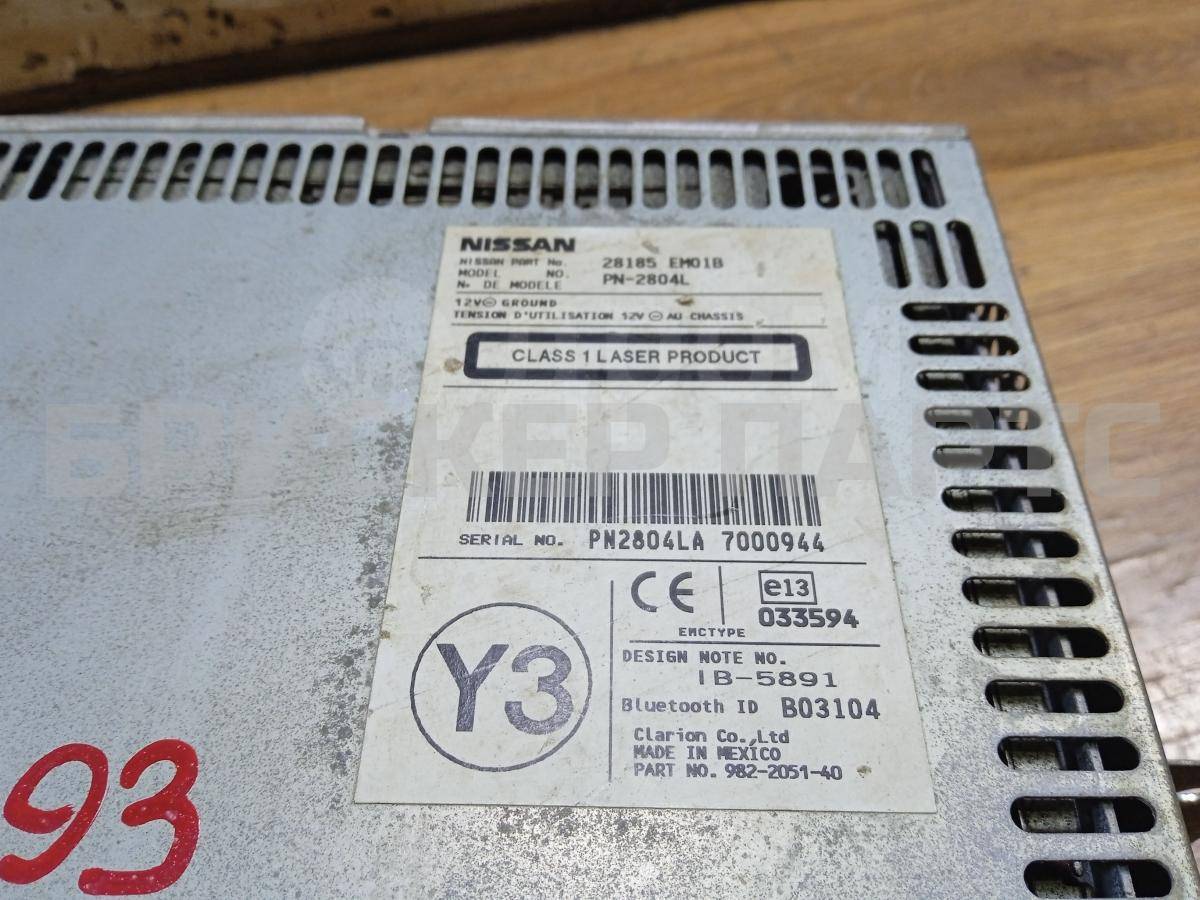 NISSAN
NISSAN PART No. 28185 EM01B
MODEL NO. PN-2804L
No. DE MODELE
12V⊖ GROUND
TENSION D'UTILISATION 12V ⊖ AU CHASSIS
CLASS 1 LASER PRODUCT
SERIAL NO. PN2804LA 7000944
Y3
CE
e13
033594
EMCTYPE
DESIGN NOTE NO.
IB-5891
Bluetooth ID B03104
Clarion Co.,Ltd
MADE IN MEXICO
PART NO. 982-2051-40
93
ПАРТС